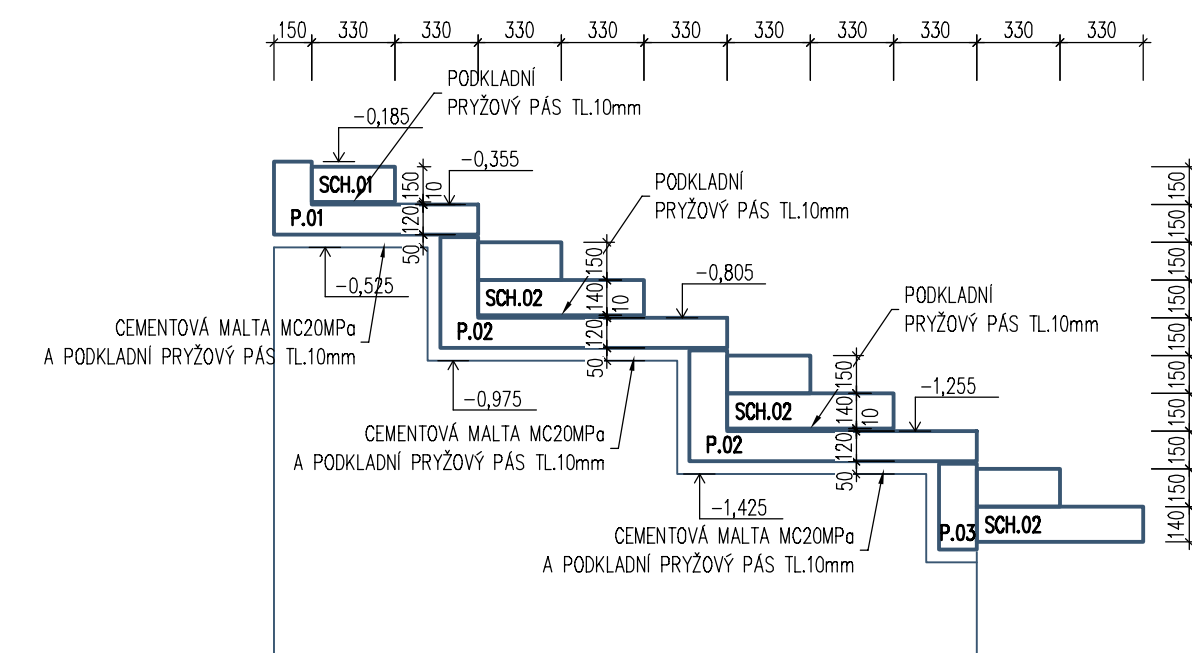 150 330 330 330 330 330 330 330 330 330 330
PODKLADNÍ
PRYŽOVÝ PÁS TL.10mm
-0,185
-0,355
SCH.01
150
10
P.01
120
50
-0,525
CEMENTOVÁ MALTA MC20MPa
A PODKLADNÍ PRYŽOVÝ PÁS TL.10mm
PODKLADNÍ
PRYŽOVÝ PÁS TL.10mm
150
-0,805
SCH.02
140
10
P.02
120
50
-0,975
CEMENTOVÁ MALTA MC20MPa
A PODKLADNÍ PRYŽOVÝ PÁS TL.10mm
PODKLADNÍ
PRYŽOVÝ PÁS TL.10mm
150
-1,255
SCH.02
140
10
P.02
120
50
-1,425
CEMENTOVÁ MALTA MC20MPa
A PODKLADNÍ PRYŽOVÝ PÁS TL.10mm
P.03
SCH.02
150
150
150
150
150
150
150
150
150
140